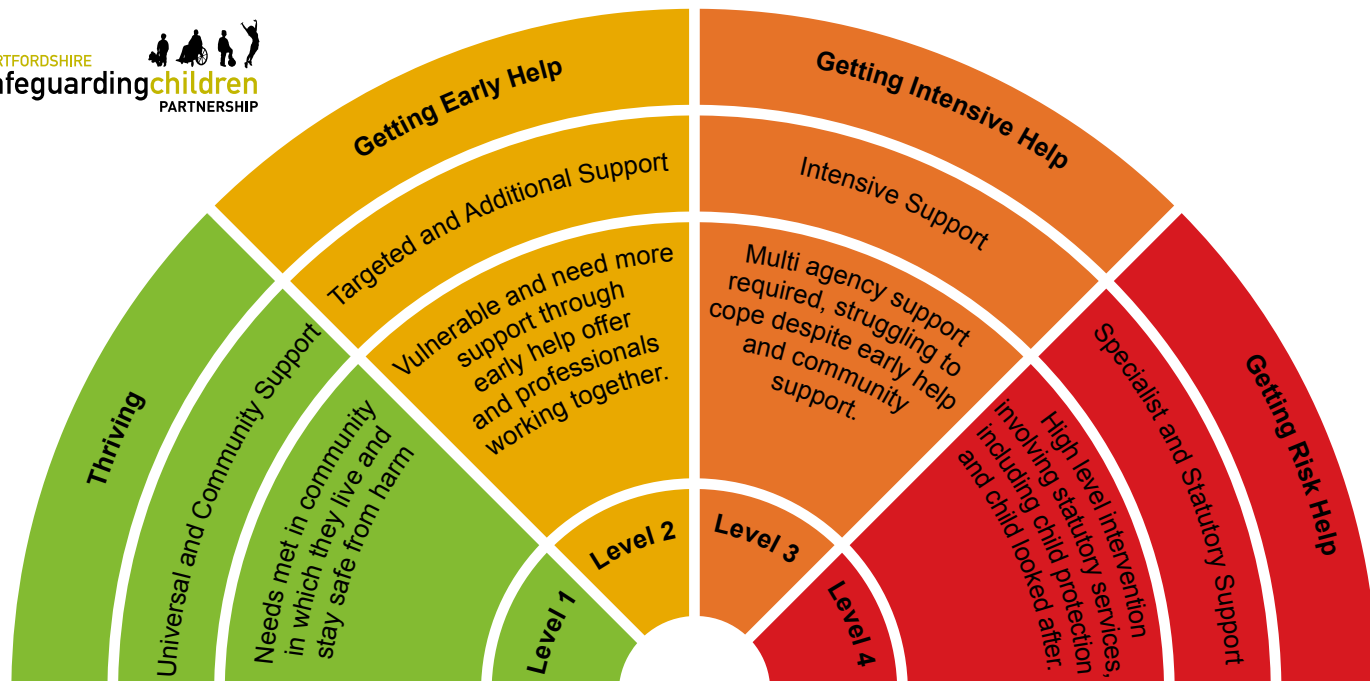 RTFORDSHIRE
afeguardingchildren
PARTNERSHIP
Thriving
Universal and Community Support
Needs met in community
in which they live and
stay safe from harm
Level 1
Getting Early Help
Targeted and Additional Support
Vulnerable and need more
support through
early help offer
and professionals
working together.
Level 2
Getting Intensive Help
Intensive Support
Multi agency support
required, struggling to
cope despite early help
and community
support.
Level 3
Getting Risk Help
Specialist and Statutory Support
High level intervention
involving statutory services,
including child protection
and child looked after.
Level 4